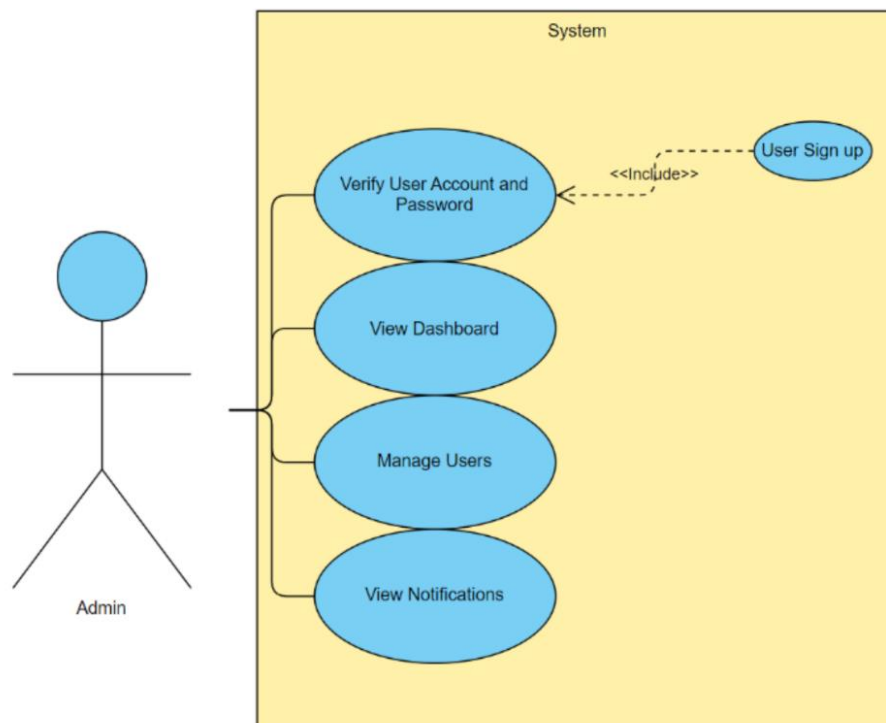 System
User Sign up
<<Include>>
Verify User Account and
Password
View Dashboard
Manage Users
View Notifications
Admin